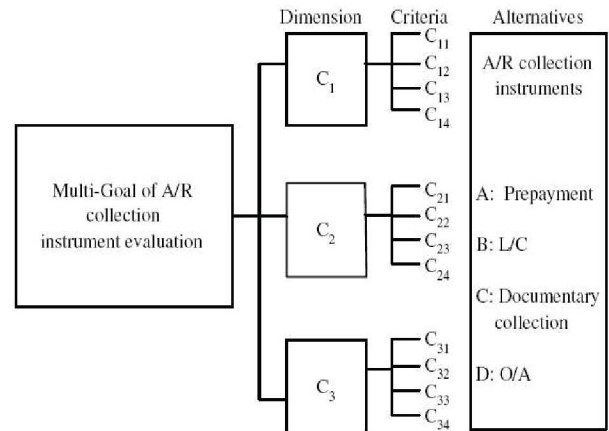 Dimension
Criteria
Alternatives
Multi-Goal of A/R
collection
instrument evaluation
C1
C11
C12
C13
C14
C2
C21
C22
C23
C24
C3
C31
C32
C33
C34
A/R collection
instruments
A: Prepayment
B: L/C
C: Documentary
collection
D: O/A